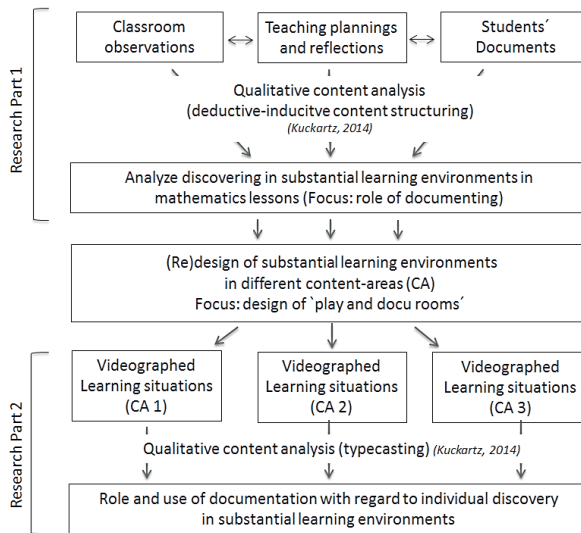 Research Part 1
Classroom
observations
Teaching plannings
and reflections
Students´
Documents
Qualitative content analysis
(deductive-inducitve content structuring)
(Kuckartz, 2014)
Analyze discovering in substantial learning environments in
mathematics lessons (Focus: role of documenting)
(Re)design of substantial learning environments
in different content-areas (CA)
Focus: design of `play and docu rooms´
Research Part 2
Videographed
Learning situations
(CA 1)
Videographed
Learning situations
(CA 2)
Videographed
Learning situations
(CA 3)
Qualitative content analysis (typecasting) (Kuckartz, 2014)
Role and use of documentation with regard to individual discovery
in substantial learning environments